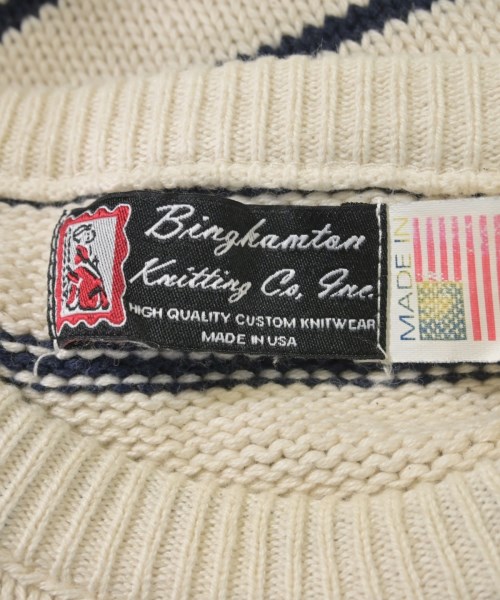 Binghamton
Knitting Co, Inc.
HIGH QUALITY CUSTOM KNITWEAR
MADE IN USA
MADE IN